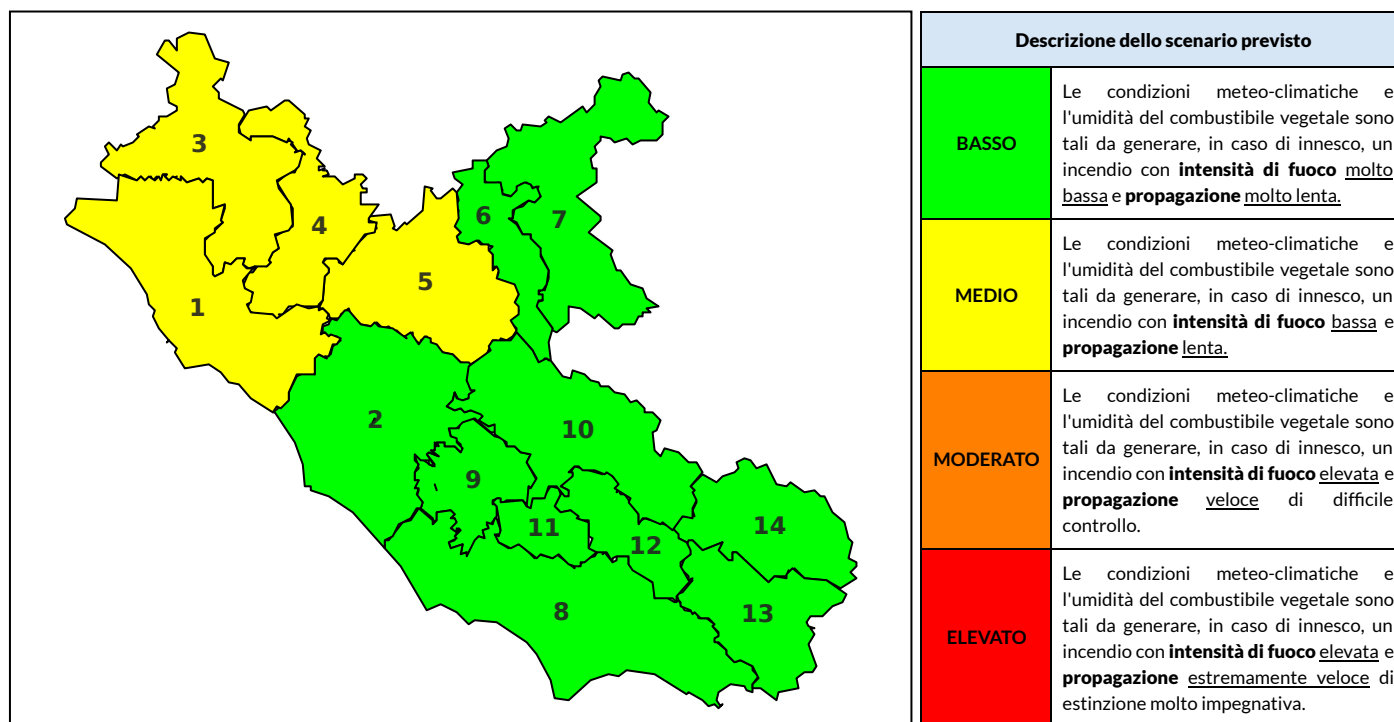 3
4
6
7
5
1
2
10
9
11
12
14
8
13
Descrizione dello scenario previsto
BASSO
Le condizioni meteo-climatiche e
l'umidità del combustibile vegetale sono
tali da generare, in caso di innesco, un
incendio con intensità di fuoco molto
bassa e propagazione molto lenta.
MEDIO
Le condizioni meteo-climatiche e
l'umidità del combustibile vegetale sono
tali da generare, in caso di innesco, un
incendio con intensità di fuoco bassa e
propagazione lenta.
MODERATO
Le condizioni meteo-climatiche e
l'umidità del combustibile vegetale sono
tali da generare, in caso di innesco, un
incendio con intensità di fuoco elevata e
propagazione veloce di difficile
controllo.
ELEVATO
Le condizioni meteo-climatiche e
l'umidità del combustibile vegetale sono
tali da generare, in caso di innesco, un
incendio con intensità di fuoco elevata e
propagazione estremamente veloce di
estinzione molto impegnativa.